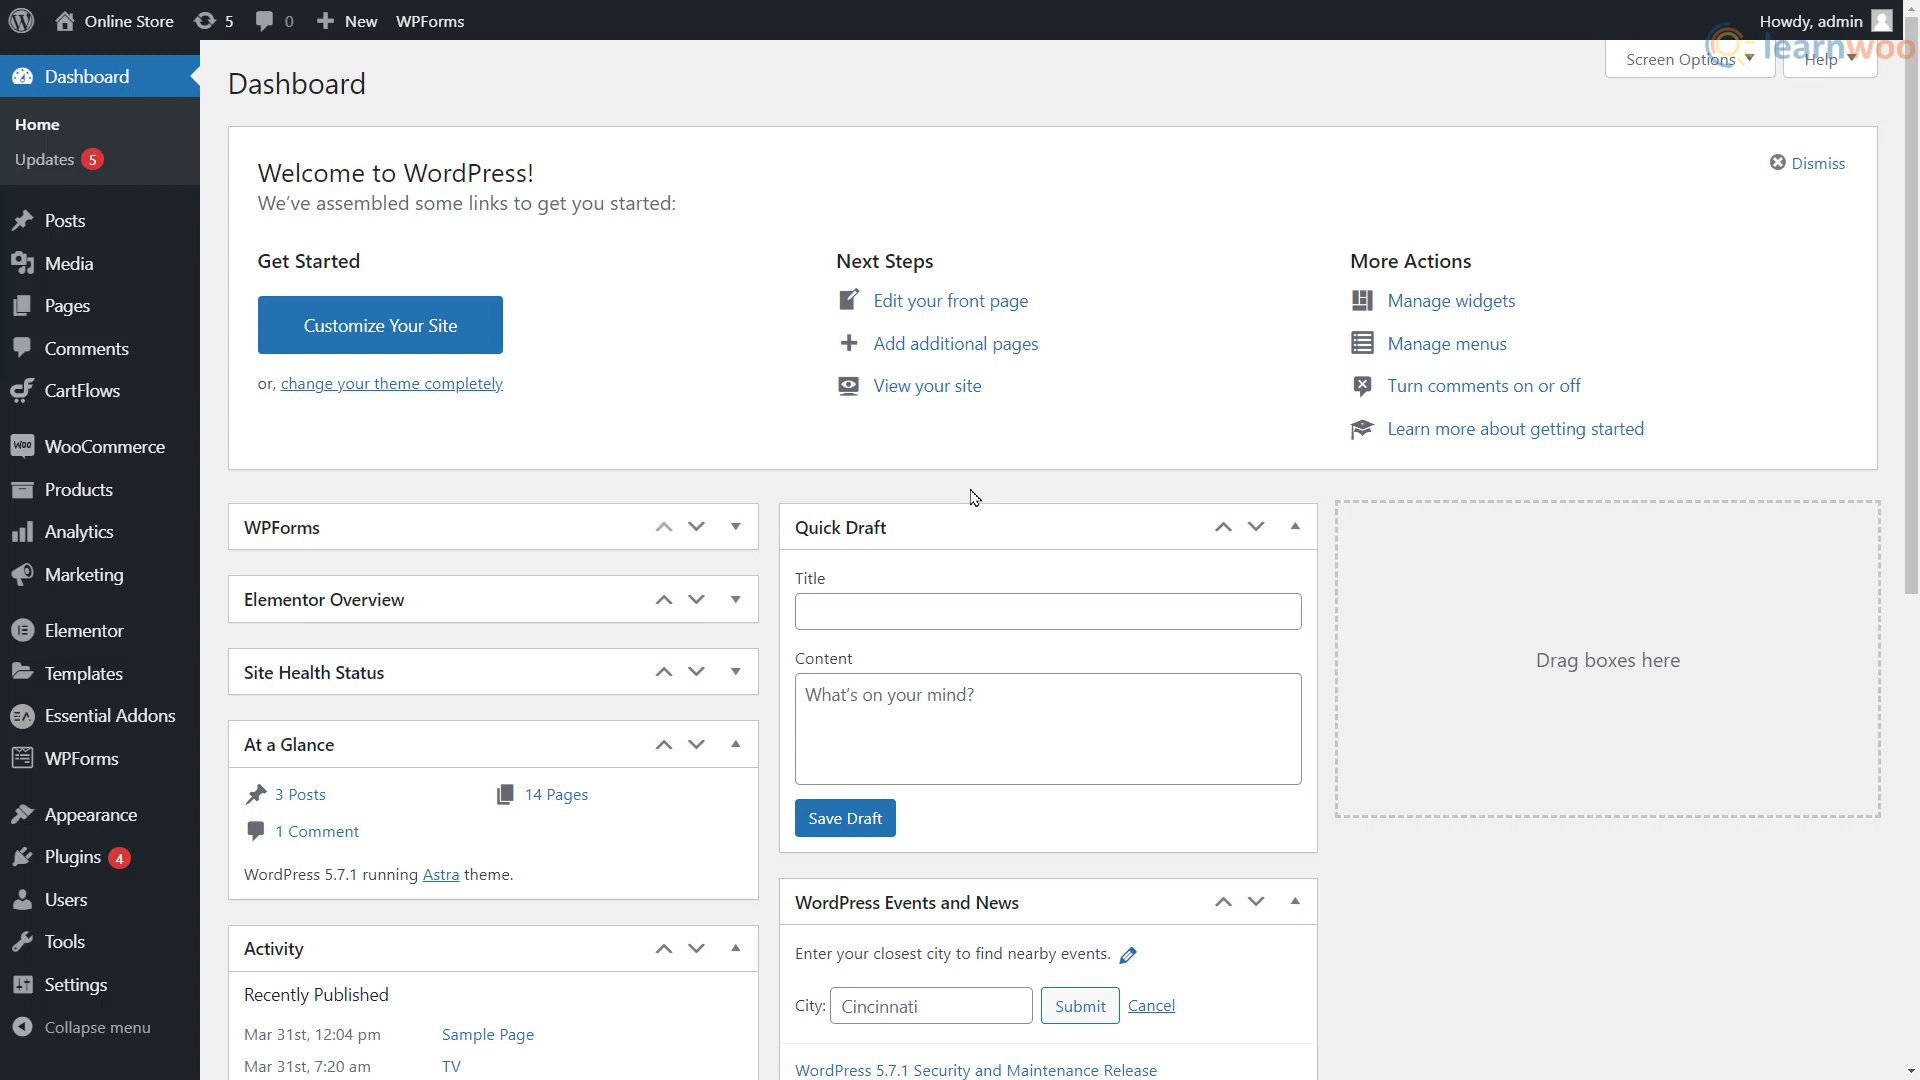 Online Store 5 0 New WPForms Howdy, admin
learnwoo
Screen Options Help
Dashboard
Home
Updates 5
Posts
Media
Pages
Comments
CartFlows
Woo WooCommerce
Products
Analytics
Marketing
Elementor
Templates
Essential Addons
WPForms
Appearance
Plugins 4
Users
Tools
Settings
Collapse menu
Dashboard
Welcome to WordPress!
Dismiss
We've assembled some links to get you started:
Get Started
Customize Your Site
or, change your theme completely
Next Steps
Edit your front page
Add additional pages
View your site
More Actions
Manage widgets
Manage menus
Turn comments on or off
Learn more about getting started
WPForms
Elementor Overview
Site Health Status
At a Glance
3 Posts 14 Pages
1 Comment
WordPress 5.7.1 running Astra theme.
Activity
Recently Published
Mar 31st, 12:04 pm Sample Page
Mar 31st, 7:20 am TV
Quick Draft
Title
Content
What's on your mind?
Save Draft
WordPress Events and News
Enter your closest city to find nearby events.
City: Cincinnati Submit Cancel
WordPress 5.7.1 Security and Maintenance Release
Drag boxes here